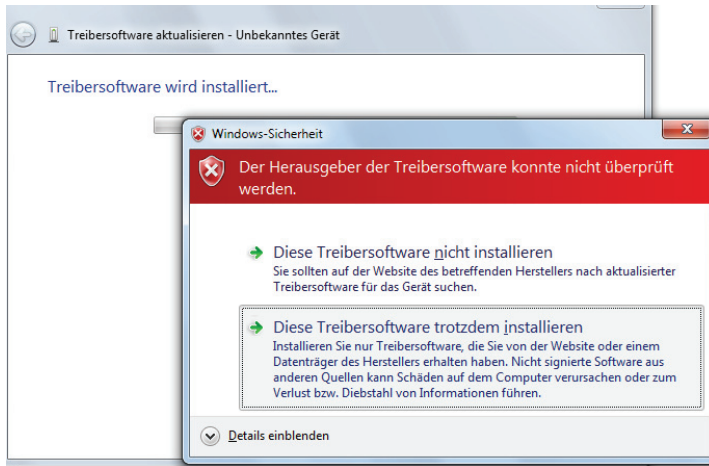 Treibersoftware aktualisieren - Unbekanntes Gerät
Treibersoftware wird installiert...
Windows-Sicherheit
Der Herausgeber der Treibersoftware konnte nicht überprüft
werden.
Diese Treibersoftware nicht installieren
Sie sollten auf der Website des betreffenden Herstellers nach aktualisierter
Treibersoftware für das Gerät suchen.
Diese Treibersoftware trotzdem installieren
Installieren Sie nur Treibersoftware, die Sie von der Website oder einem
Datenträger des Herstellers erhalten haben. Nicht signierte Software aus
anderen Quellen kann Schäden auf dem Computer verursachen oder zum
Verlust bzw. Diebstahl von Informationen führen.
Details einblenden